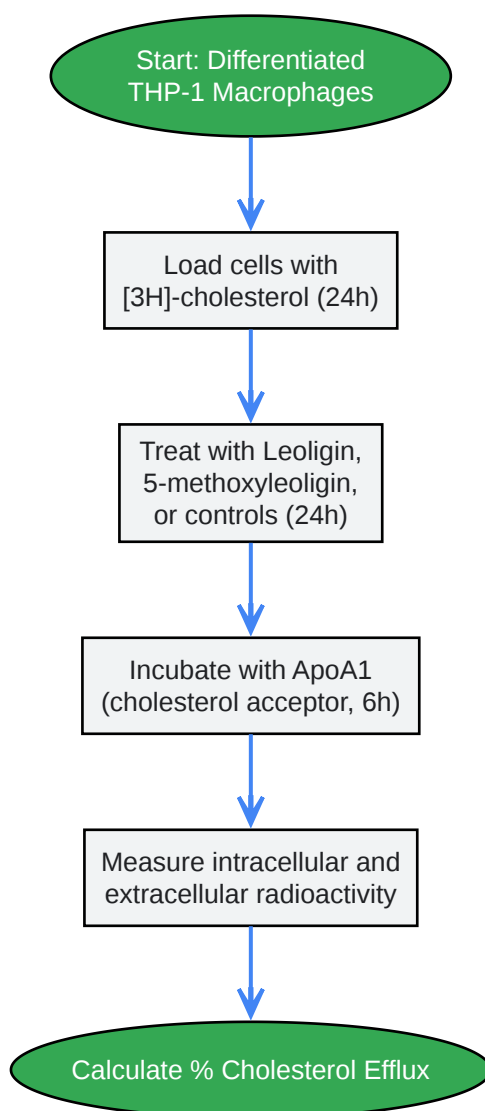 Start: Differentiated
THP-1 Macrophages
Load cells with
[3H]-cholesterol (24h)
Treat with Leoligin,
5-methoxyleoligin,
or controls (24h)
Incubate with ApoA1
(cholesterol acceptor, 6h)
Measure intracellular and
extracellular radioactivity
Calculate % Cholesterol Efflux